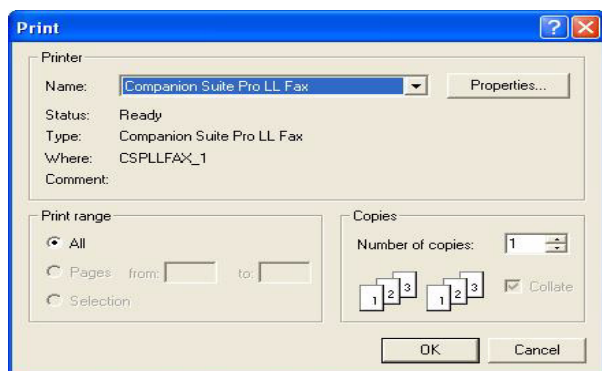 Print
Printer
Name: Companion Suite Pro LL Fax Properties...
Status: Ready
Type: Companion Suite Pro LL Fax
Where: CSPLLFAX_1
Comment:
Print range
All
Pages from: to:
Selection
Copies
Number of copies: 1
1 2 3 1 2 3 Collate
OK Cancel